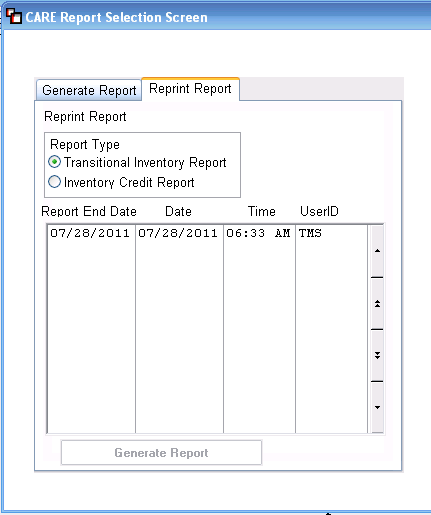 CARE Report Selection Screen
Generate Report Reprint Report
Reprint Report
Report Type
Transitional Inventory Report
Inventory Credit Report
Report End Date Date Time UserID
07/28/2011 07/28/2011 06:33 AM TMS
Generate Report